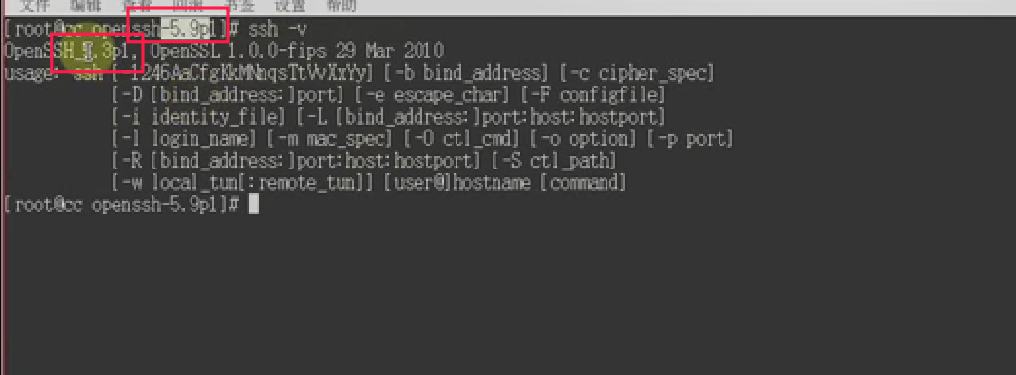 文件 编辑 查看 书签 设置 帮助
[root@cc openssh-5.9p1]# ssh -v
OpenSSH_ .3p1, OpenSSL 1.0.0-fips 29 Mar 2010
usage: ssh [-1246AaCfgKkMNnqsTtVvXxYy] [-b bind_address] [-c cipher_spec]
[-D [bind_address:]port] [-e escape_char] [-F configfile]
[-i identity_file] [-L [bind_address:]port:host:hostport]
[-l login_name] [-m mac_spec] [-O ctl_cmd] [-o option] [-p port]
[-R [bind_address:]port:host:hostport] [-S ctl_path]
[-w local_tun[:remote_tun]] [user@]hostname [command]
[root@cc openssh-5.9p1]#